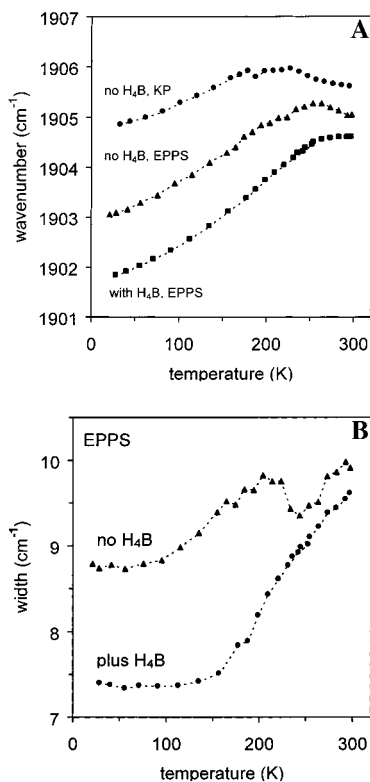 A
1907
1906
1905
1904
1903
1902
1901
wavenumber (cm⁻¹)
no H₄B, KP
no H₄B, EPPS
with H₄B, EPPS
0 100 200 300
temperature (K)
B
EPPS
10
9
8
7
width (cm⁻¹)
no H₄B
plus H₄B
0 100 200 300
temperature (K)